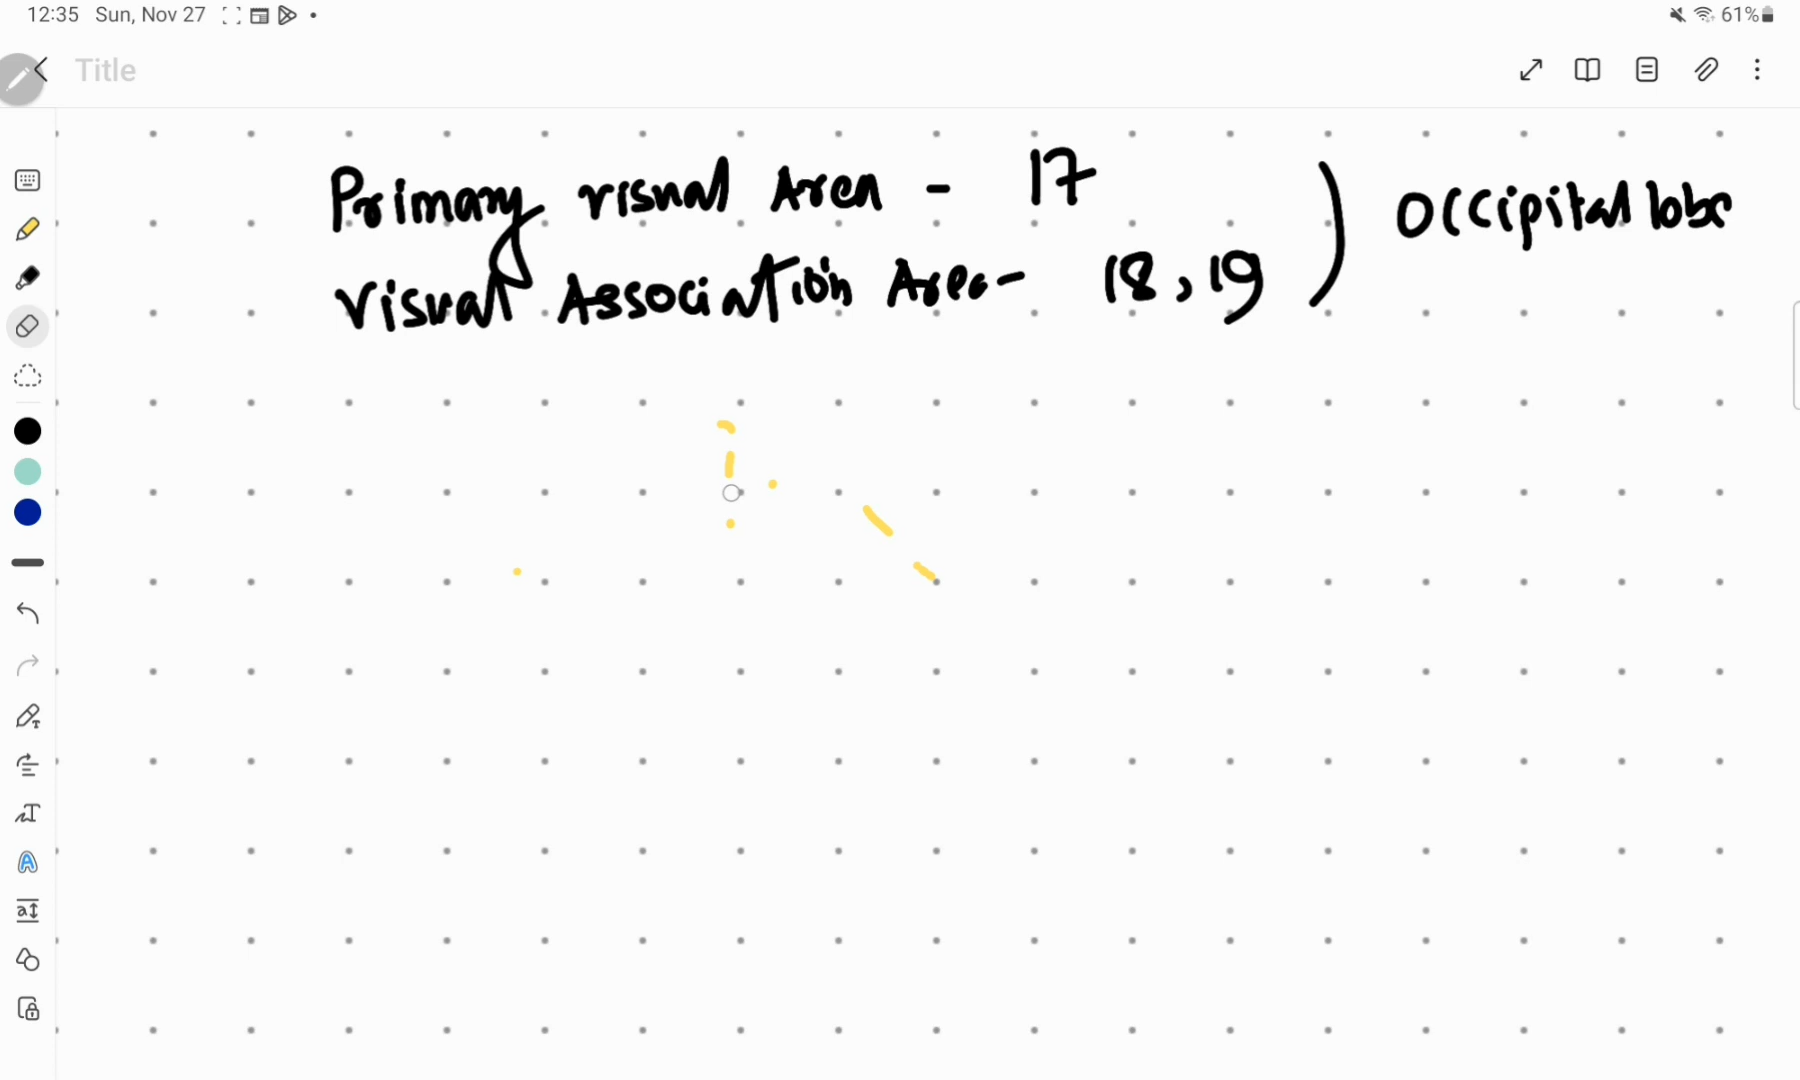 12:35 Sun, Nov 27 61%
Title
Primary visual Area - 17
visual Association Area - 18, 19
) Occipital lobe